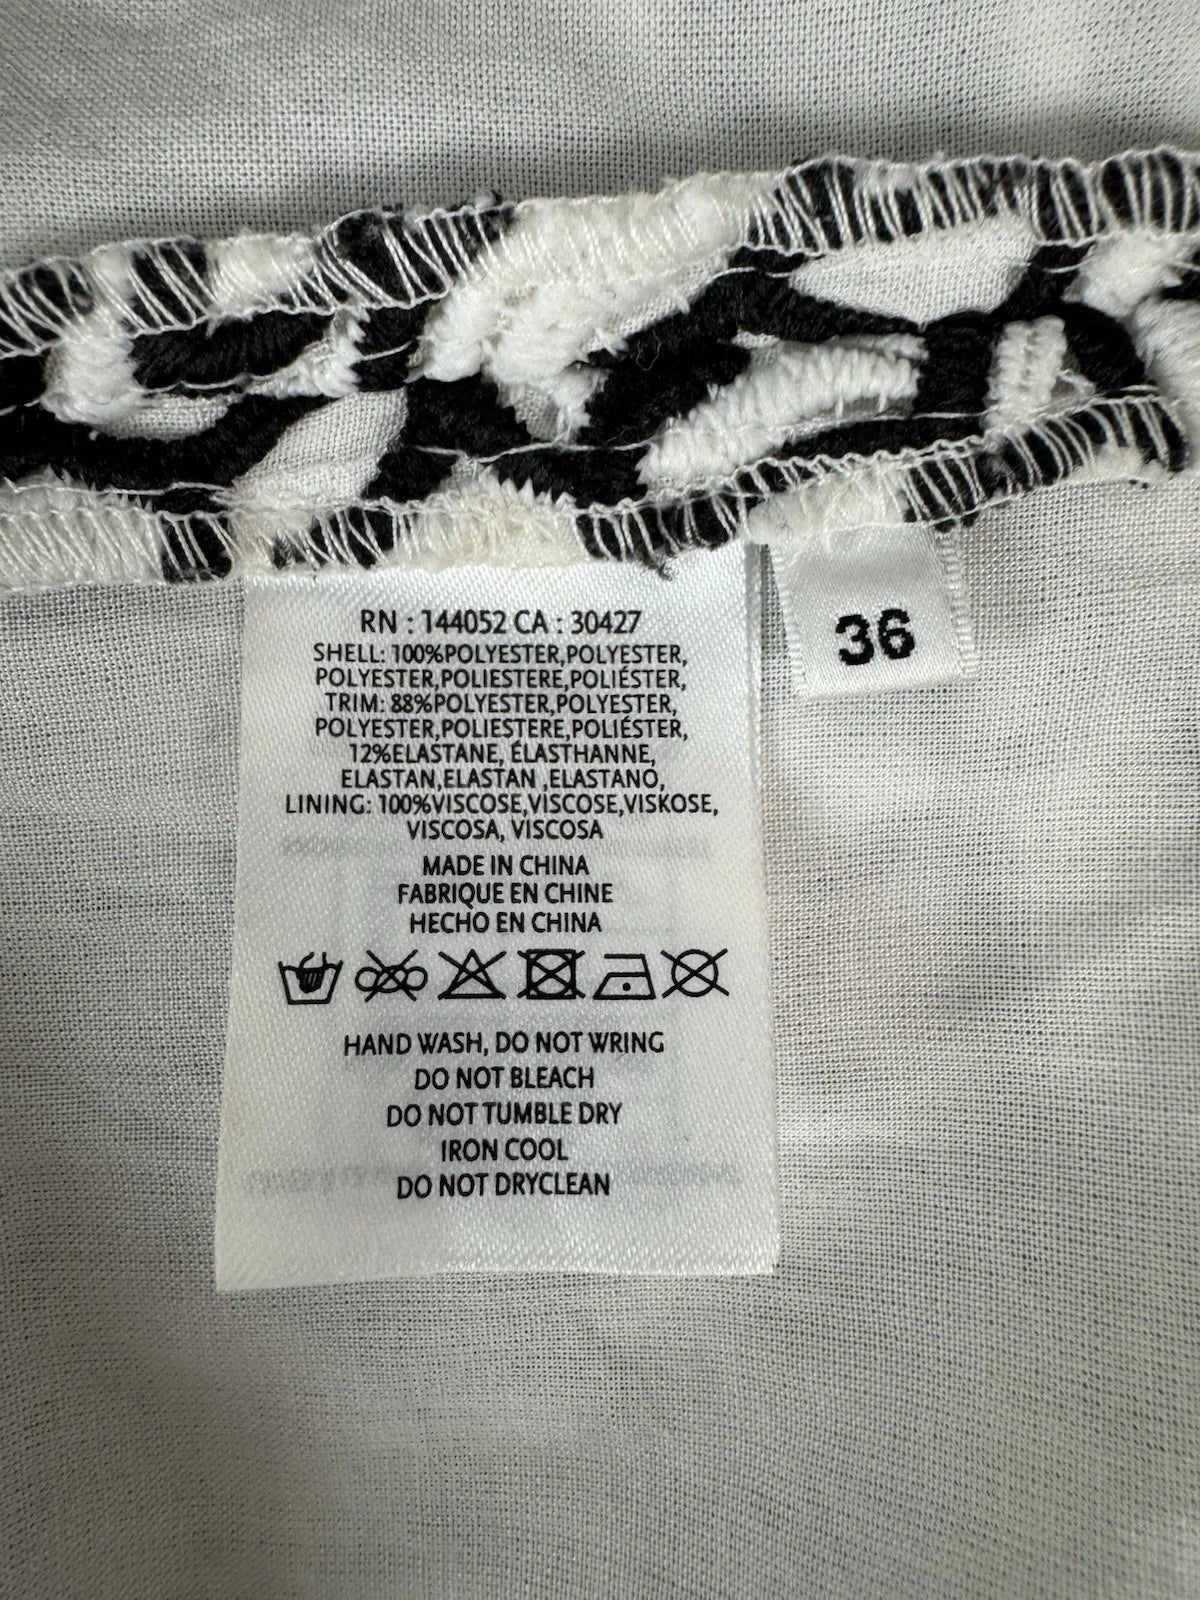 RN : 144052 CA : 30427
SHELL: 100%POLYESTER,POLYESTER,
POLYESTER,POLIESTERE,POLIÉSTER,
TRIM: 88%POLYESTER,POLYESTER,
POLYESTER,POLIESTERE,POLIÉSTER,
12%ELASTANE, ÉLASTHANNE,
ELASTAN,ELASTAN ,ELASTANO,
LINING: 100%VISCOSE,VISCOSE,VISKOSE,
VISCOSA, VISCOSA
MADE IN CHINA
FABRIQUE EN CHINE
HECHO EN CHINA
HAND WASH, DO NOT WRING
DO NOT BLEACH
DO NOT TUMBLE DRY
IRON COOL
DO NOT DRYCLEAN
36